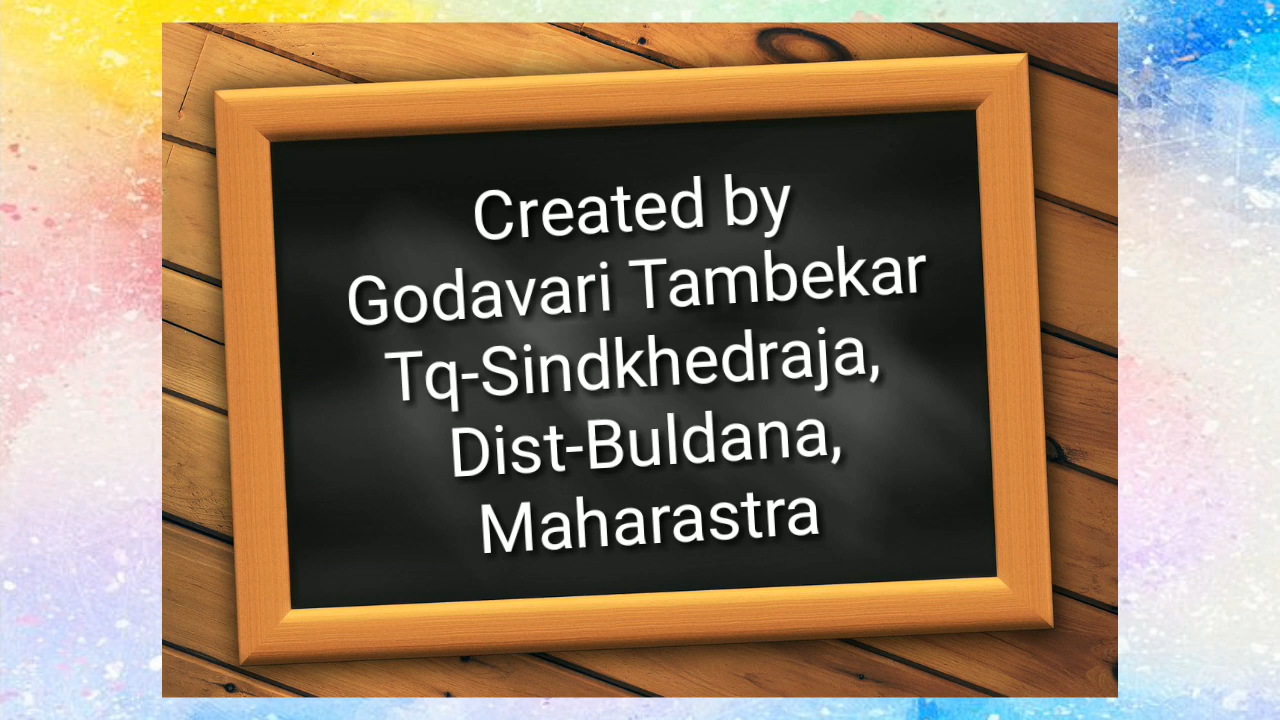 Created by
Godavari Tambekar
Tq-Sindkhedraja,
Dist-Buldana,
Maharastra